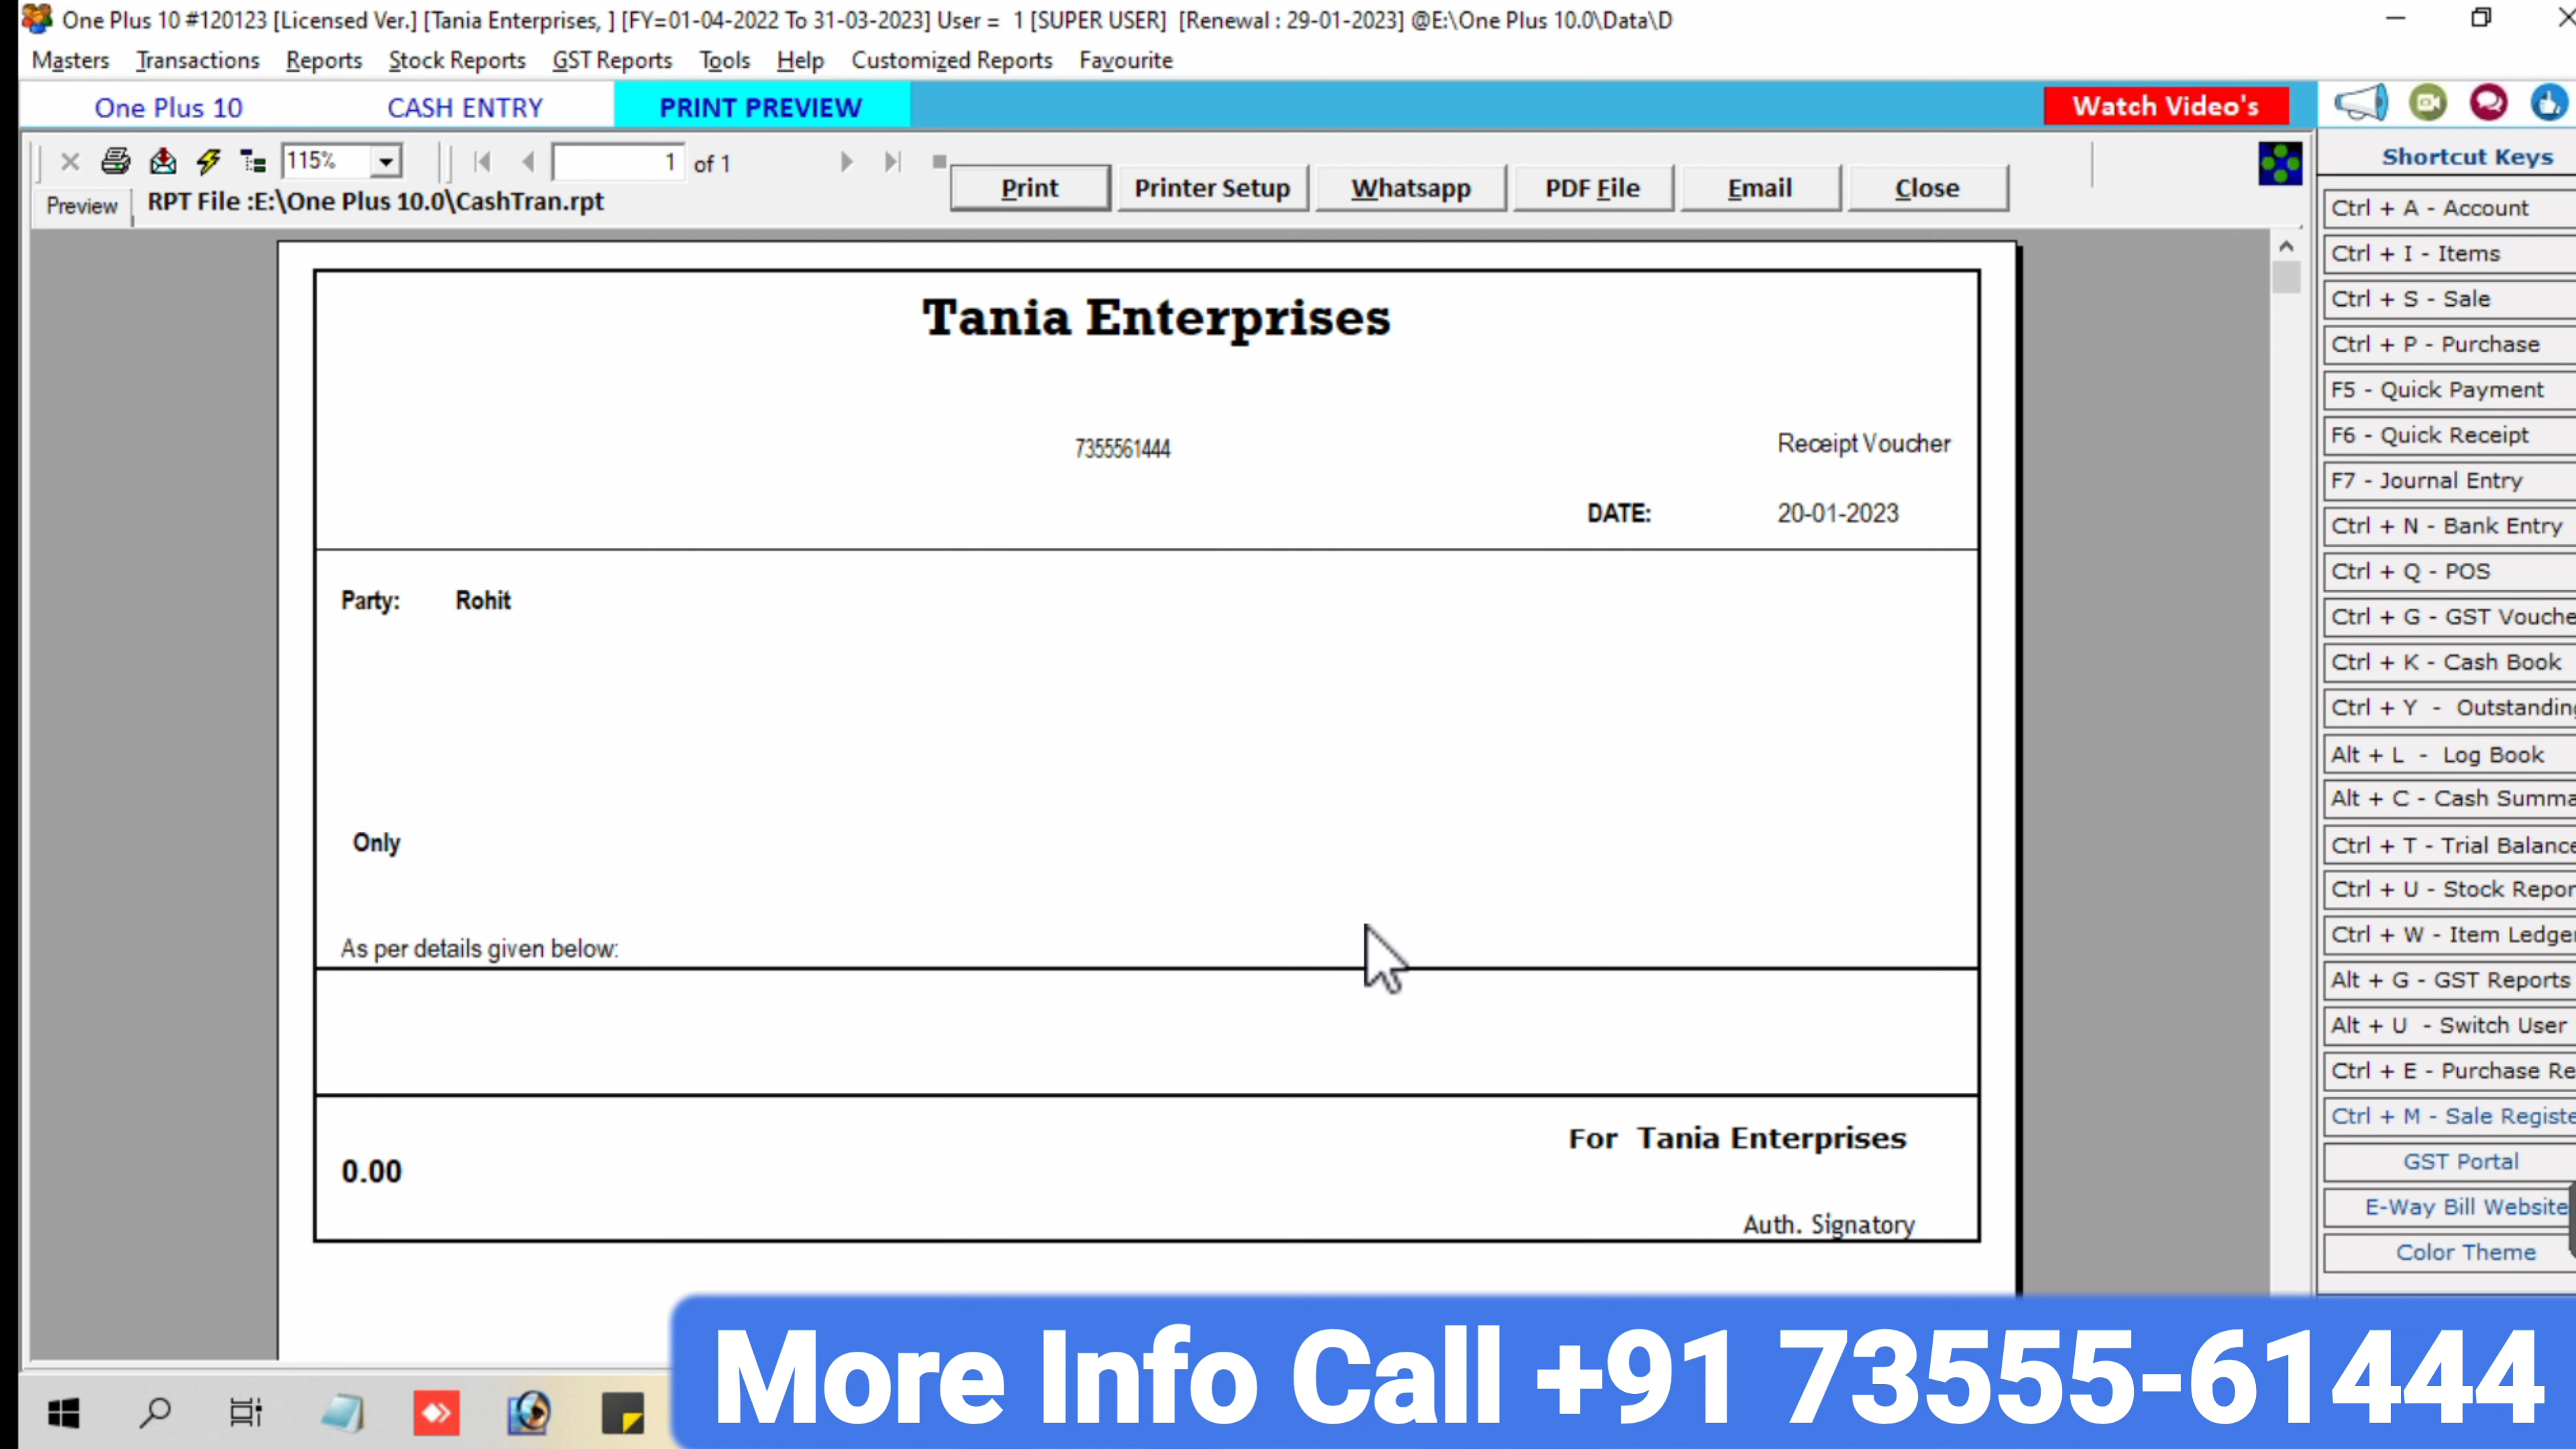 One Plus 10 #120123 [Licensed Ver.] [Tania Enterprises, ] [FY=01-04-2022 To 31-03-2023] User = 1 [SUPER USER] [Renewal : 29-01-2023] @E:\One Plus 10.0\Data\D
Masters Transactions Reports Stock Reports GST Reports Tools Help Customized Reports Favourite
One Plus 10 CASH ENTRY PRINT PREVIEW Watch Video's
115% 1 of 1
Print Printer Setup Whatsapp PDF File Email Close
Preview RPT File :E:\One Plus 10.0\CashTran.rpt
Tania Enterprises
7355561444
Receipt Voucher
DATE: 20-01-2023
Party: Rohit
Only
As per details given below:
For Tania Enterprises
0.00
Auth. Signatory
Shortcut Keys
Ctrl + A - Account
Ctrl + I - Items
Ctrl + S - Sale
Ctrl + P - Purchase
F5 - Quick Payment
F6 - Quick Receipt
F7 - Journal Entry
Ctrl + N - Bank Entry
Ctrl + Q - POS
Ctrl + G - GST Vouche
Ctrl + K - Cash Book
Ctrl + Y - Outstanding
Alt + L - Log Book
Alt + C - Cash Summa
Ctrl + T - Trial Balance
Ctrl + U - Stock Repor
Ctrl + W - Item Ledger
Alt + G - GST Reports
Alt + U - Switch User
Ctrl + E - Purchase Re
Ctrl + M - Sale Registe
GST Portal
E-Way Bill Website
Color Theme
More Info Call +91 73555-61444